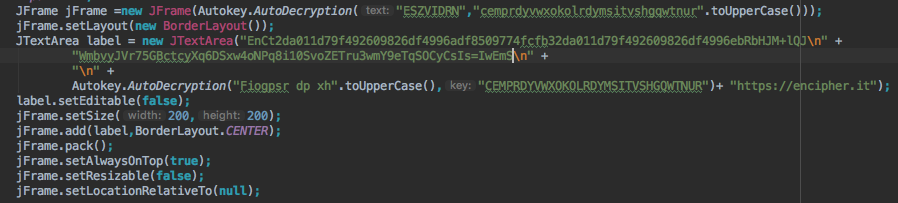 JFrame jFrame =new JFrame(Autokey.AutoDecryption( text: "ESZVIDRN","cemprdyvwxokolrdymsitvshgqwtnur".toUpperCase()));
jFrame.setLayout(new BorderLayout());
JTextArea label = new JTextArea("EnCt2da011d79f492609826df4996adf8509774fcfb32da011d79f492609826df4996ebRbHJM+lQJ\n" +
"WmbvyJVr75GBctcyXq6DSxw4oNPq8i10SvoZETru3wmY9eTqSOCyCsIs=IwEmS\n" +
"\n" +
Autokey.AutoDecryption("Fiogpsr dp xh".toUpperCase(), key: "CEMPRDYVWXOKOLRDYMSITVSHGQWTNUR")+ "https://encipher.it");
label.setEditable(false);
jFrame.setSize( width: 200, height: 200);
jFrame.add(label,BorderLayout.CENTER);
jFrame.pack();
jFrame.setAlwaysOnTop(true);
jFrame.setResizable(false);
jFrame.setLocationRelativeTo(null);